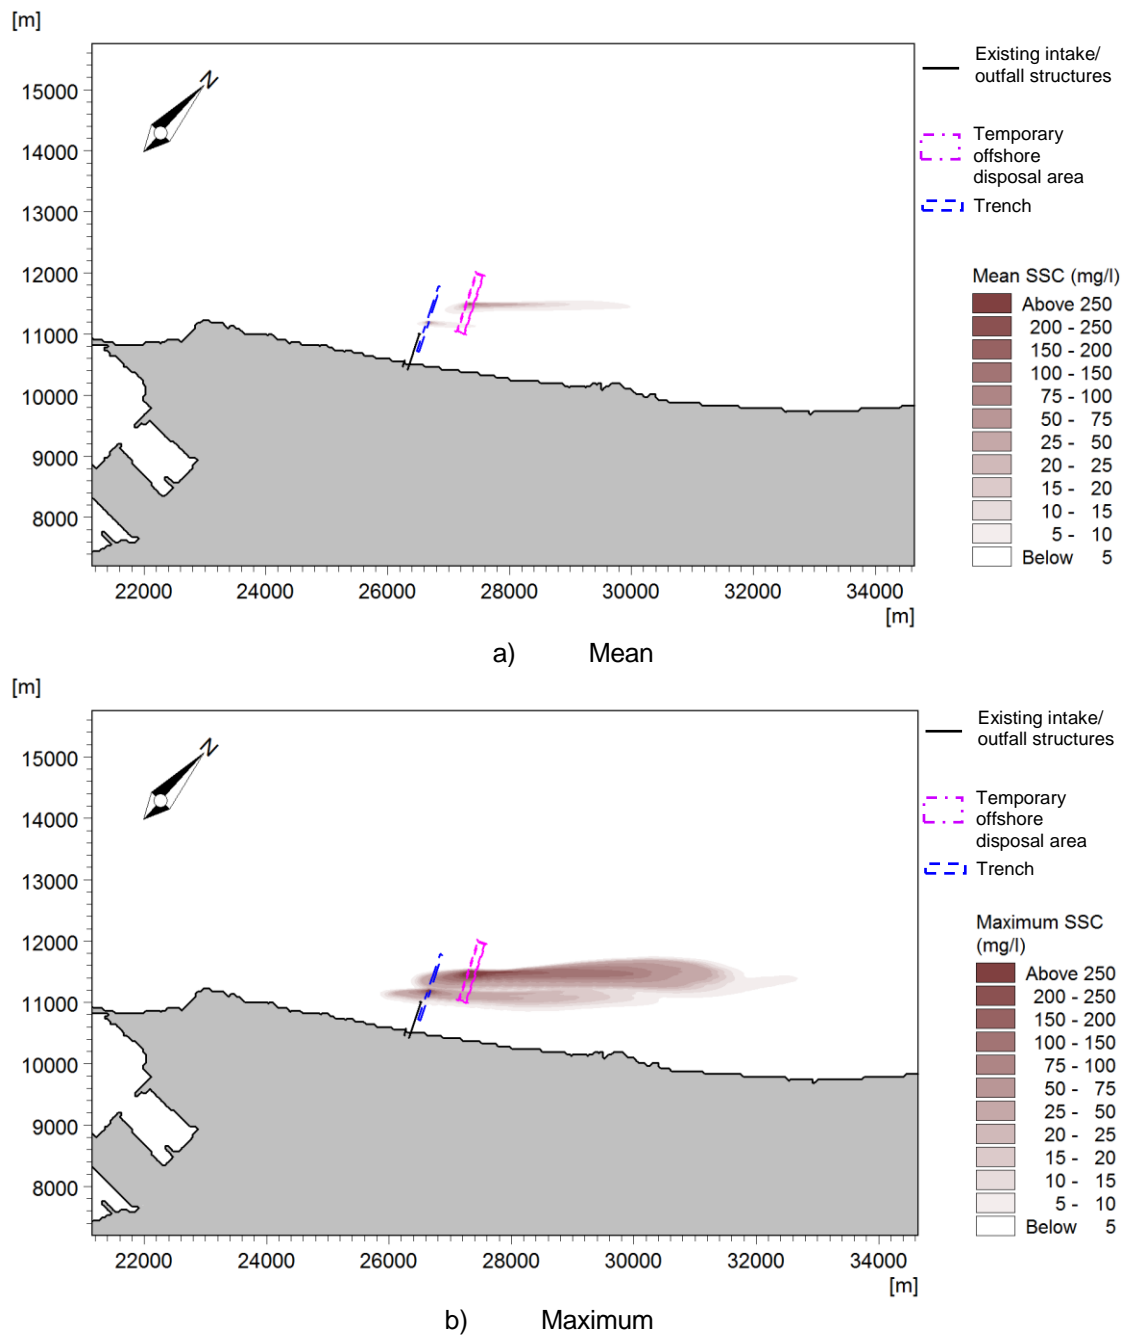 [m]
15000
14000
13000
12000
11000
10000
9000
8000
22000 24000 26000 28000 30000 32000 34000
[m]
N
Existing intake/
outfall structures
Temporary
offshore
disposal area
Trench
Mean SSC (mg/l)
Above 250
200 - 250
150 - 200
100 - 150
75 - 100
50 - 75
25 - 50
20 - 25
15 - 20
10 - 15
5 - 10
Below 5
a) Mean
[m]
15000
14000
13000
12000
11000
10000
9000
8000
22000 24000 26000 28000 30000 32000 34000
[m]
N
Existing intake/
outfall structures
Temporary
offshore
disposal area
Trench
Maximum SSC
(mg/l)
Above 250
200 - 250
150 - 200
100 - 150
75 - 100
50 - 75
25 - 50
20 - 25
15 - 20
10 - 15
5 - 10
Below 5
b) Maximum